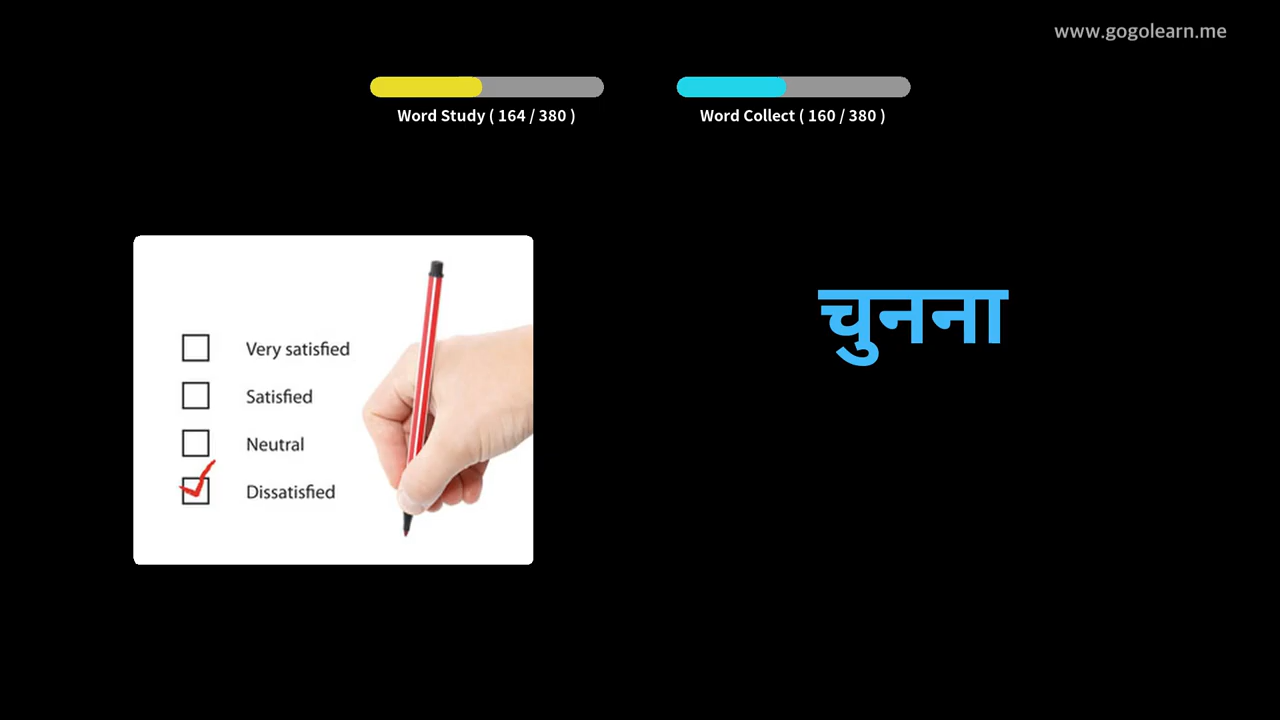 www.gogolearn.me
Word Study ( 164 / 380 )
Word Collect ( 160 / 380 )
Very satisfied
Satisfied
Neutral
Dissatisfied
चुनना